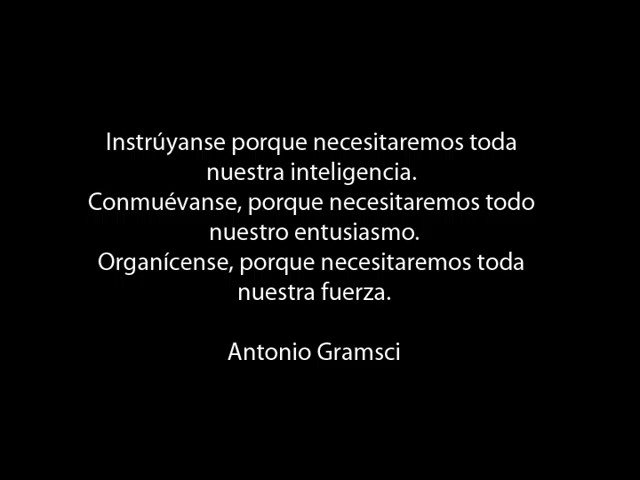 Instrúyanse porque necesitaremos toda
nuestra inteligencia.
Conmuévanse, porque necesitaremos todo
nuestro entusiasmo.
Organícense, porque necesitaremos toda
nuestra fuerza.
Antonio Gramsci